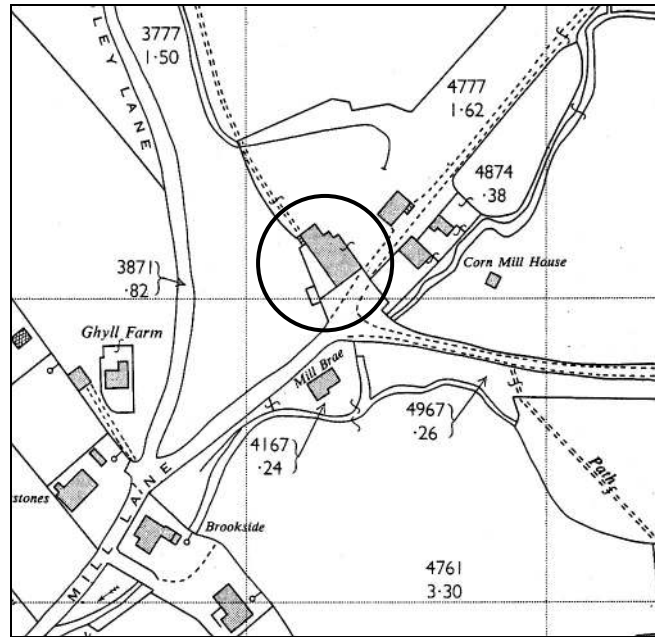 3777
1·50
LEY LANE
4777
1·62
4874
·38
3871
·82
Corn Mill House
Ghyll Farm
Mill Brae
4967
·26
4167
·24
Path
stones
MILL LANE
Brookside
4761
3·30